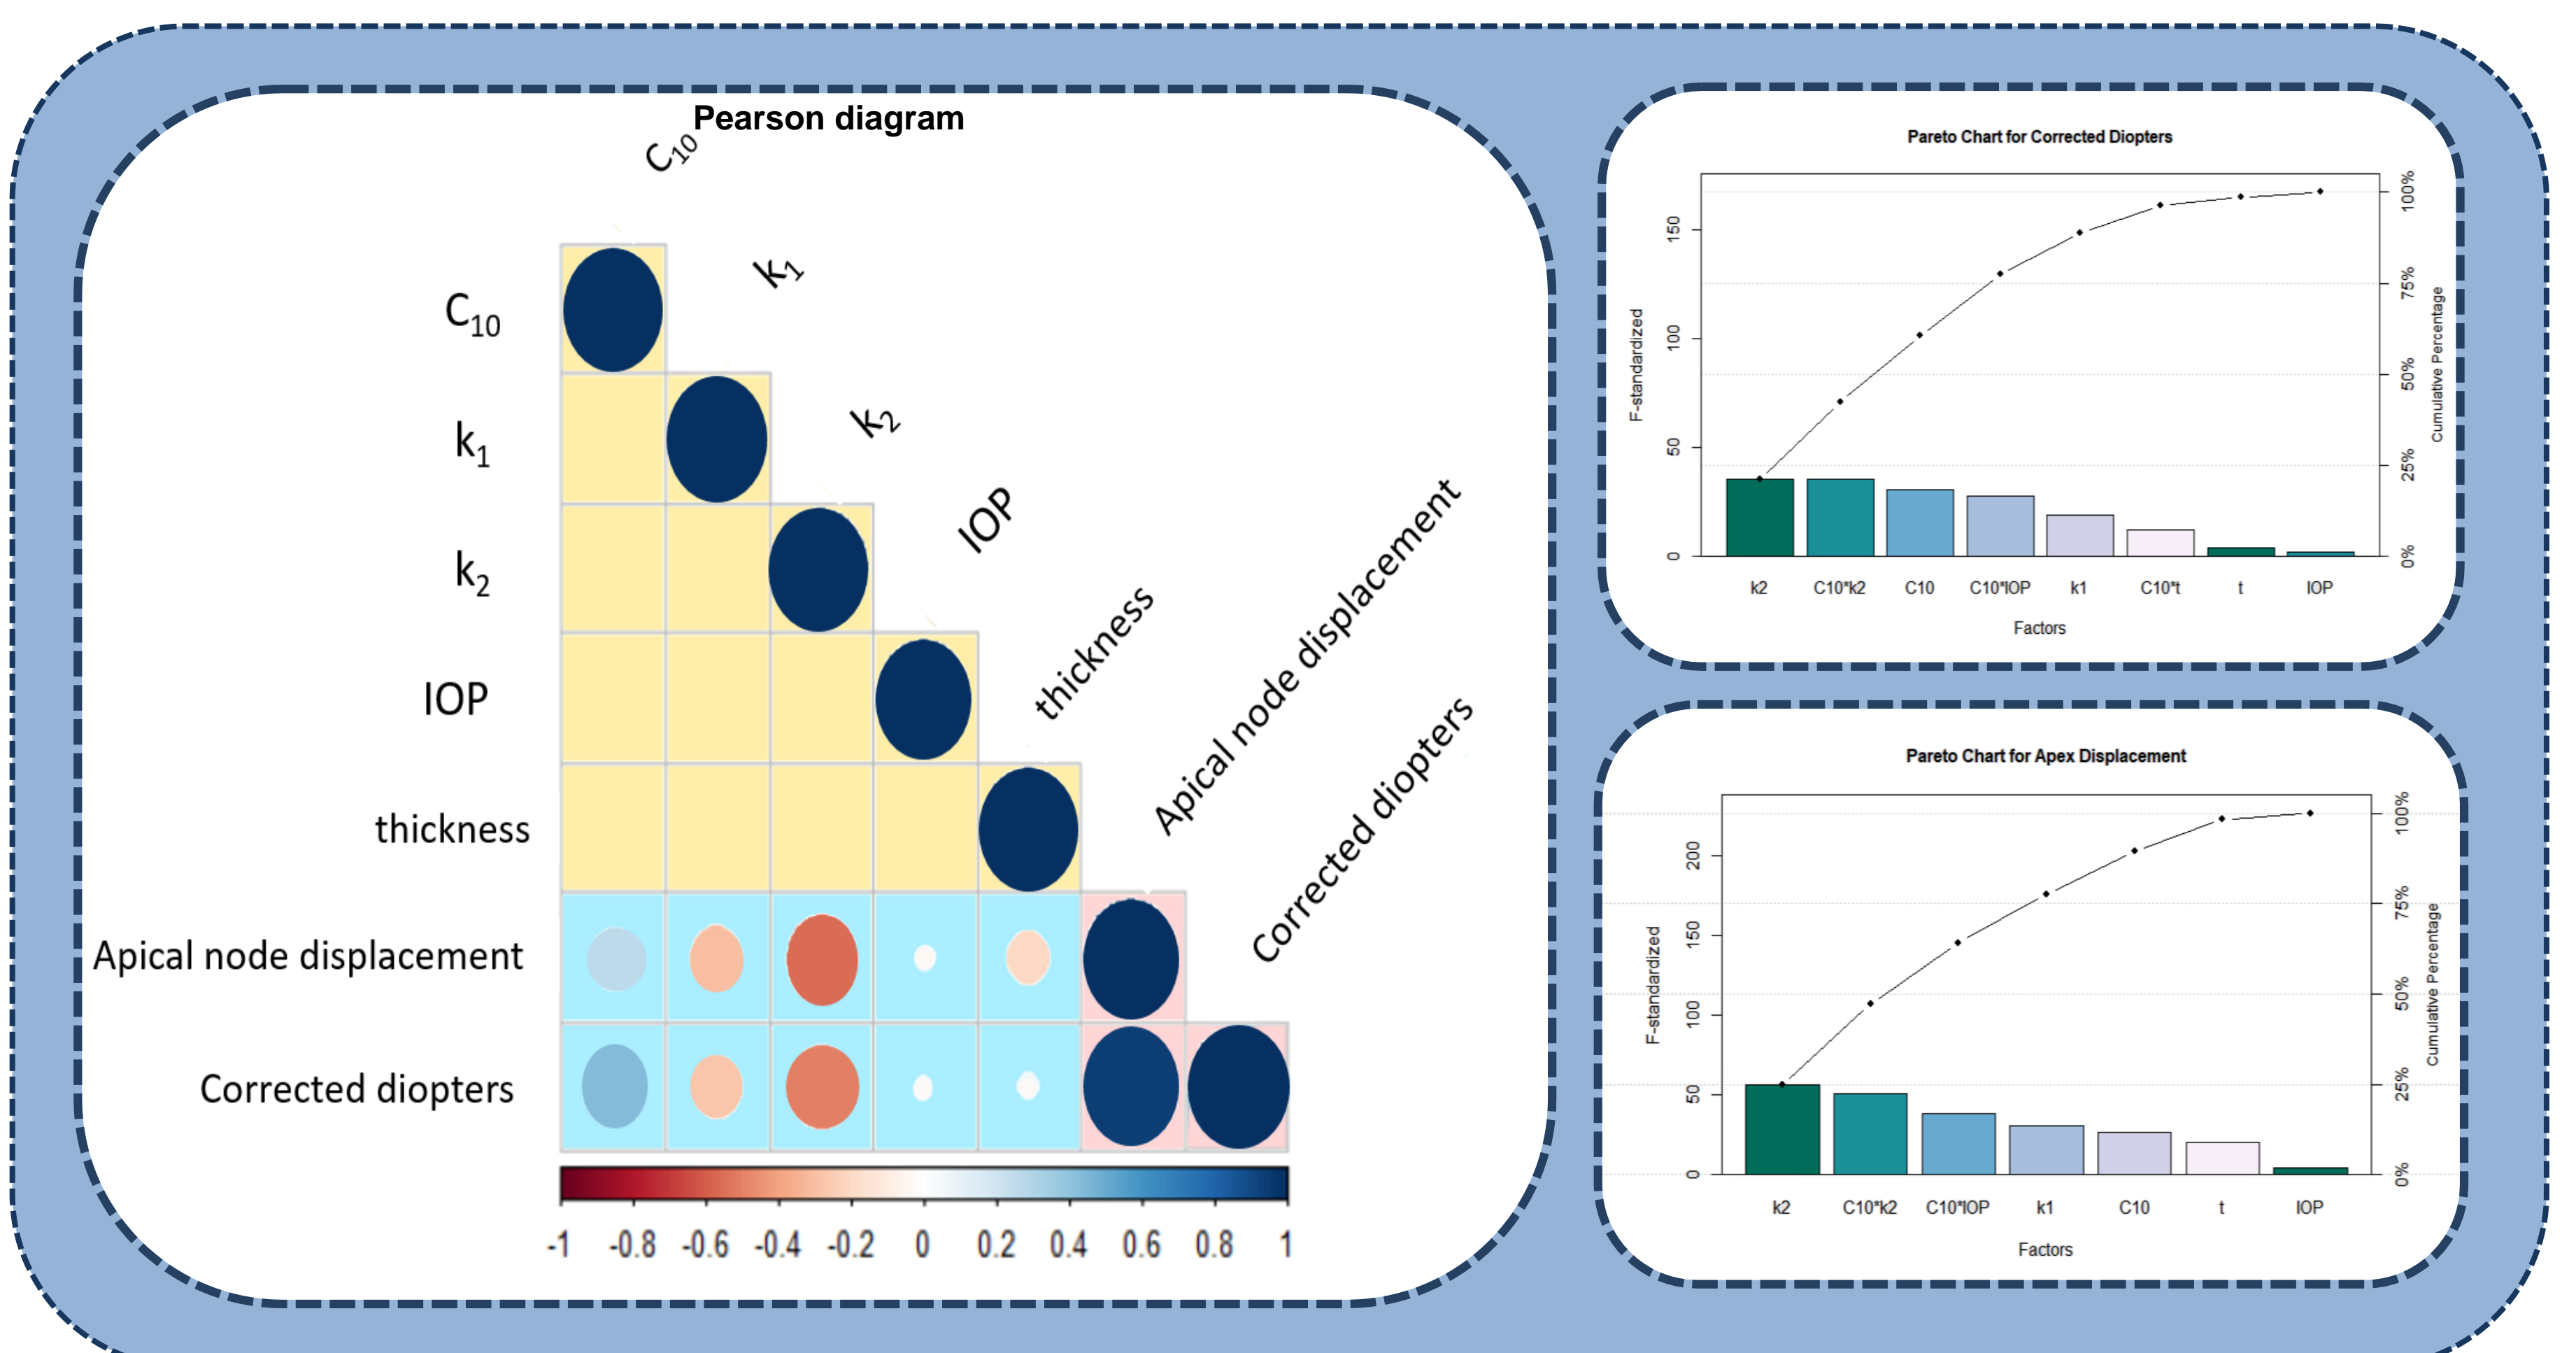 Pearson diagram
C10
k1
k2
IOP
thickness
Apical node displacement
Corrected diopters
C10
k1
k2
IOP
thickness
Apical node displacement
Corrected diopters
-1 -0.8 -0.6 -0.4 -0.2 0 0.2 0.4 0.6 0.8 1
Pareto Chart for Corrected Diopters
F-standardized
0 50 100 150
0% 25% 50% 75% 100%
Cumulative Percentage
k2 C10*k2 C10 C10*IOP k1 C10*t t IOP
Factors
Pareto Chart for Apex Displacement
F-standardized
0 50 100 150 200
0% 25% 50% 75% 100%
Cumulative Percentage
k2 C10*k2 C10*IOP k1 C10 t IOP
Factors